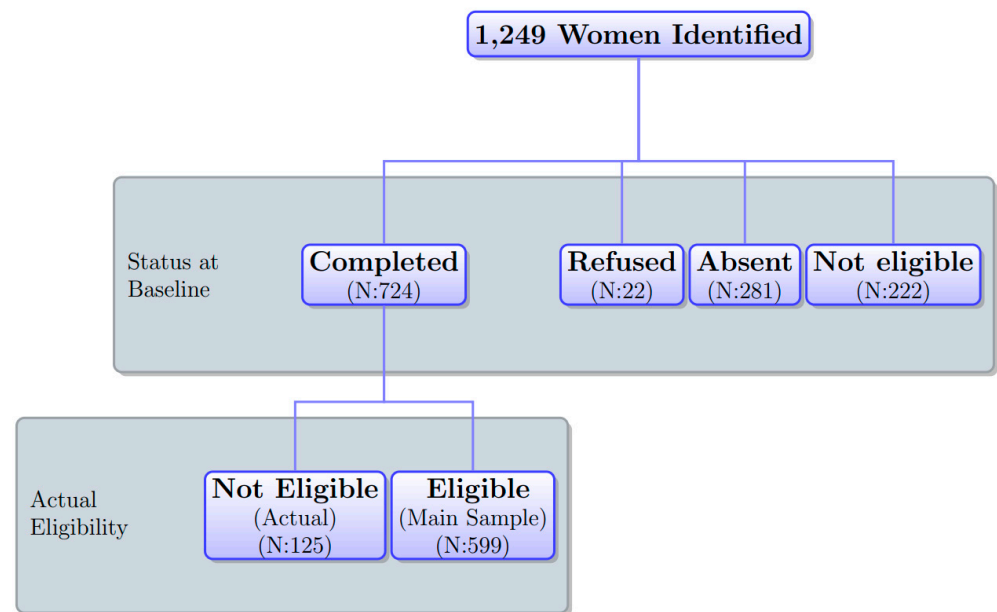 1,249 Women Identified
Status at
Baseline
Completed
(N:724)
Refused
(N:22)
Absent
(N:281)
Not eligible
(N:222)
Actual
Eligibility
Not Eligible
(Actual)
(N:125)
Eligible
(Main Sample)
(N:599)